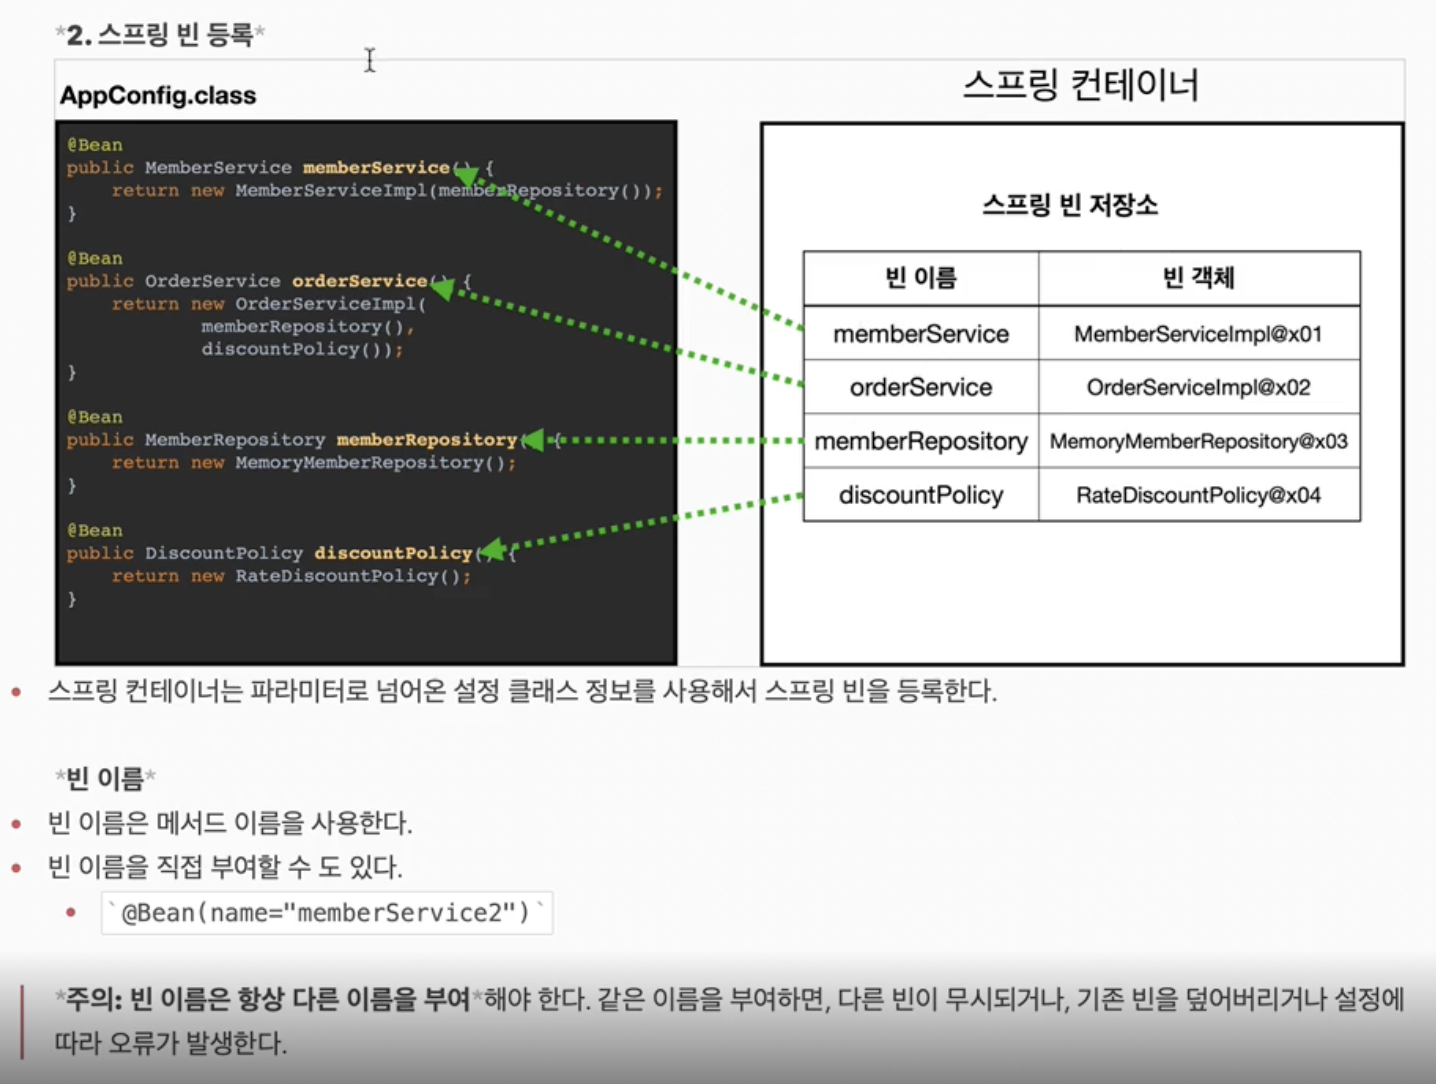 *2. 스프링 빈 등록*
AppConfig.class
@Bean
public MemberService memberService() {
    return new MemberServiceImpl(memberRepository());
}
@Bean
public OrderService orderService() {
    return new OrderServiceImpl(
            memberRepository(),
            discountPolicy());
}
@Bean
public MemberRepository memberRepository() {
    return new MemoryMemberRepository();
}
@Bean
public DiscountPolicy discountPolicy() {
    return new RateDiscountPolicy();
}
스프링 컨테이너
스프링 빈 저장소
빈 이름 빈 객체
memberService MemberServiceImpl@x01
orderService OrderServiceImpl@x02
memberRepository MemoryMemberRepository@x03
discountPolicy RateDiscountPolicy@x04
• 스프링 컨테이너는 파라미터로 넘어온 설정 클래스 정보를 사용해서 스프링 빈을 등록한다.
*빈 이름*
• 빈 이름은 메서드 이름을 사용한다.
• 빈 이름을 직접 부여할 수 도 있다.
• `@Bean(name="memberService2")`
*주의: 빈 이름은 항상 다른 이름을 부여*해야 한다. 같은 이름을 부여하면, 다른 빈이 무시되거나, 기존 빈을 덮어버리거나 설정에
따라 오류가 발생한다.